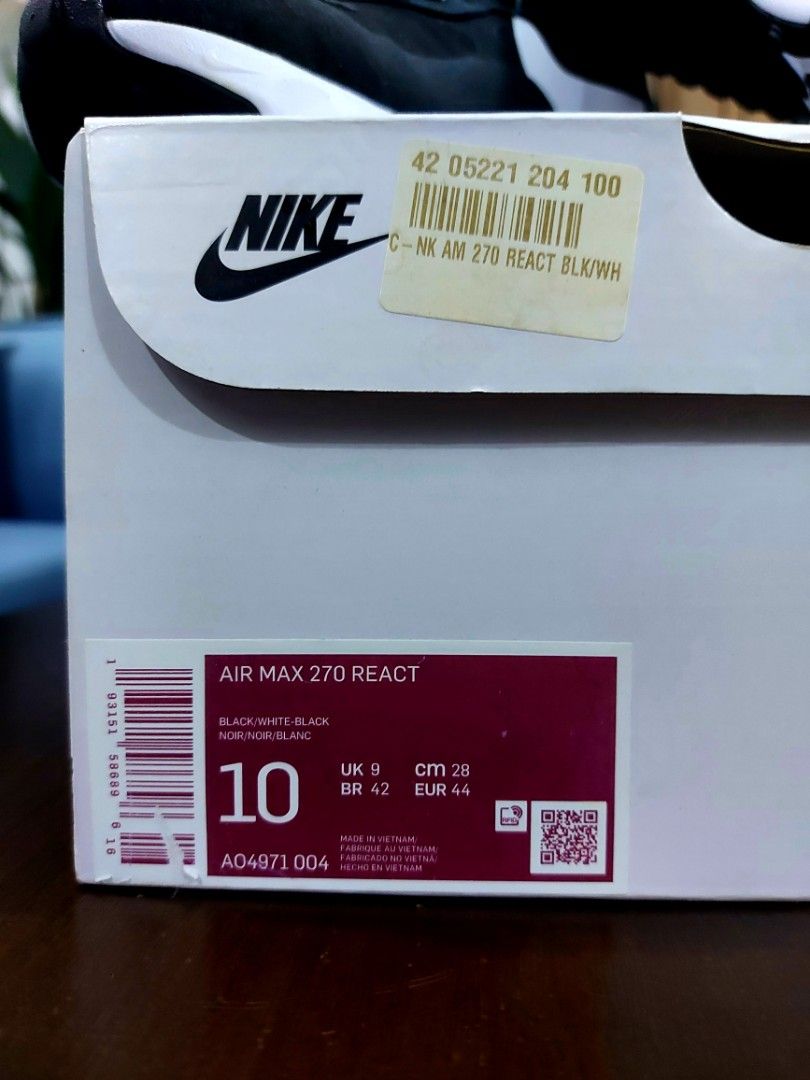 NIKE
42 05221 204 100
C-NK AM 270 REACT BLK/WH
AIR MAX 270 REACT
BLACK/WHITE-BLACK
NOIR/NOIR/BLANC
10
UK 9 cm 28
BR 42 EUR 44
RFID
AO4971 004
MADE IN VIETNAM/
FABRIQUE AU VIETNAM/
FABRICADO NO VIETNÃ/
HECHO EN VIETNAM
1 93151 58689 6 16